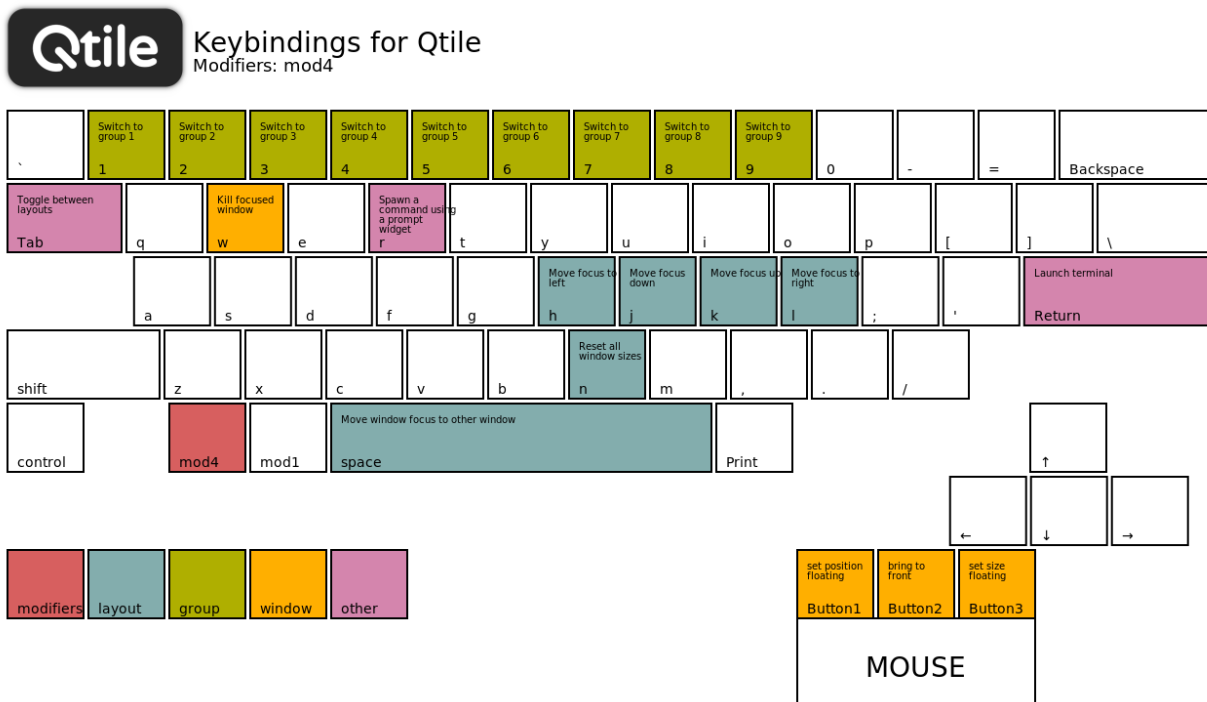 Qtile
Keybindings for Qtile
Modifiers: mod4
`
Switch to
group 1
1
Switch to
group 2
2
Switch to
group 3
3
Switch to
group 4
4
Switch to
group 5
5
Switch to
group 6
6
Switch to
group 7
7
Switch to
group 8
8
Switch to
group 9
9
0
-
=
Backspace
Toggle between
layouts
Tab
q
Kill focused
window
w
e
Spawn a
command using
a prompt
widget
r
t
y
u
i
o
p
[
]
\
a
s
d
f
g
Move focus to
left
h
Move focus
down
j
Move focus up
k
Move focus to
right
l
;
'
Launch terminal
Return
shift
z
x
c
v
b
Reset all
window sizes
n
m
,
.
/
control
mod4
mod1
Move window focus to other window
space
Print
↑
←
↓
→
modifiers
layout
group
window
other
set position
floating
Button1
bring to
front
Button2
set size
floating
Button3
MOUSE